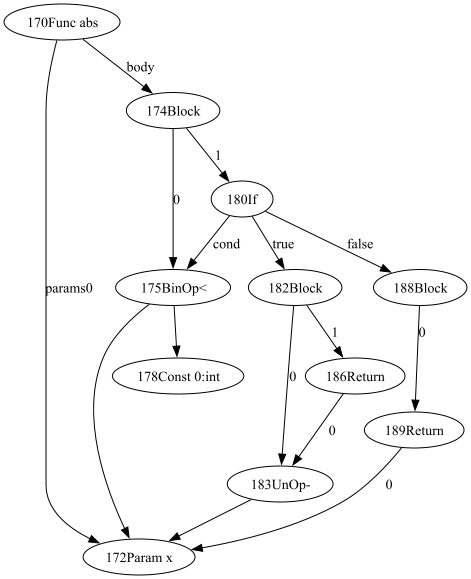 170Func abs
body
174Block
1
0
180If
cond
true
false
params0
175BinOp<
182Block
188Block
1
0
178Const 0:int
0
186Return
0
189Return
183UnOp-
0
172Param x